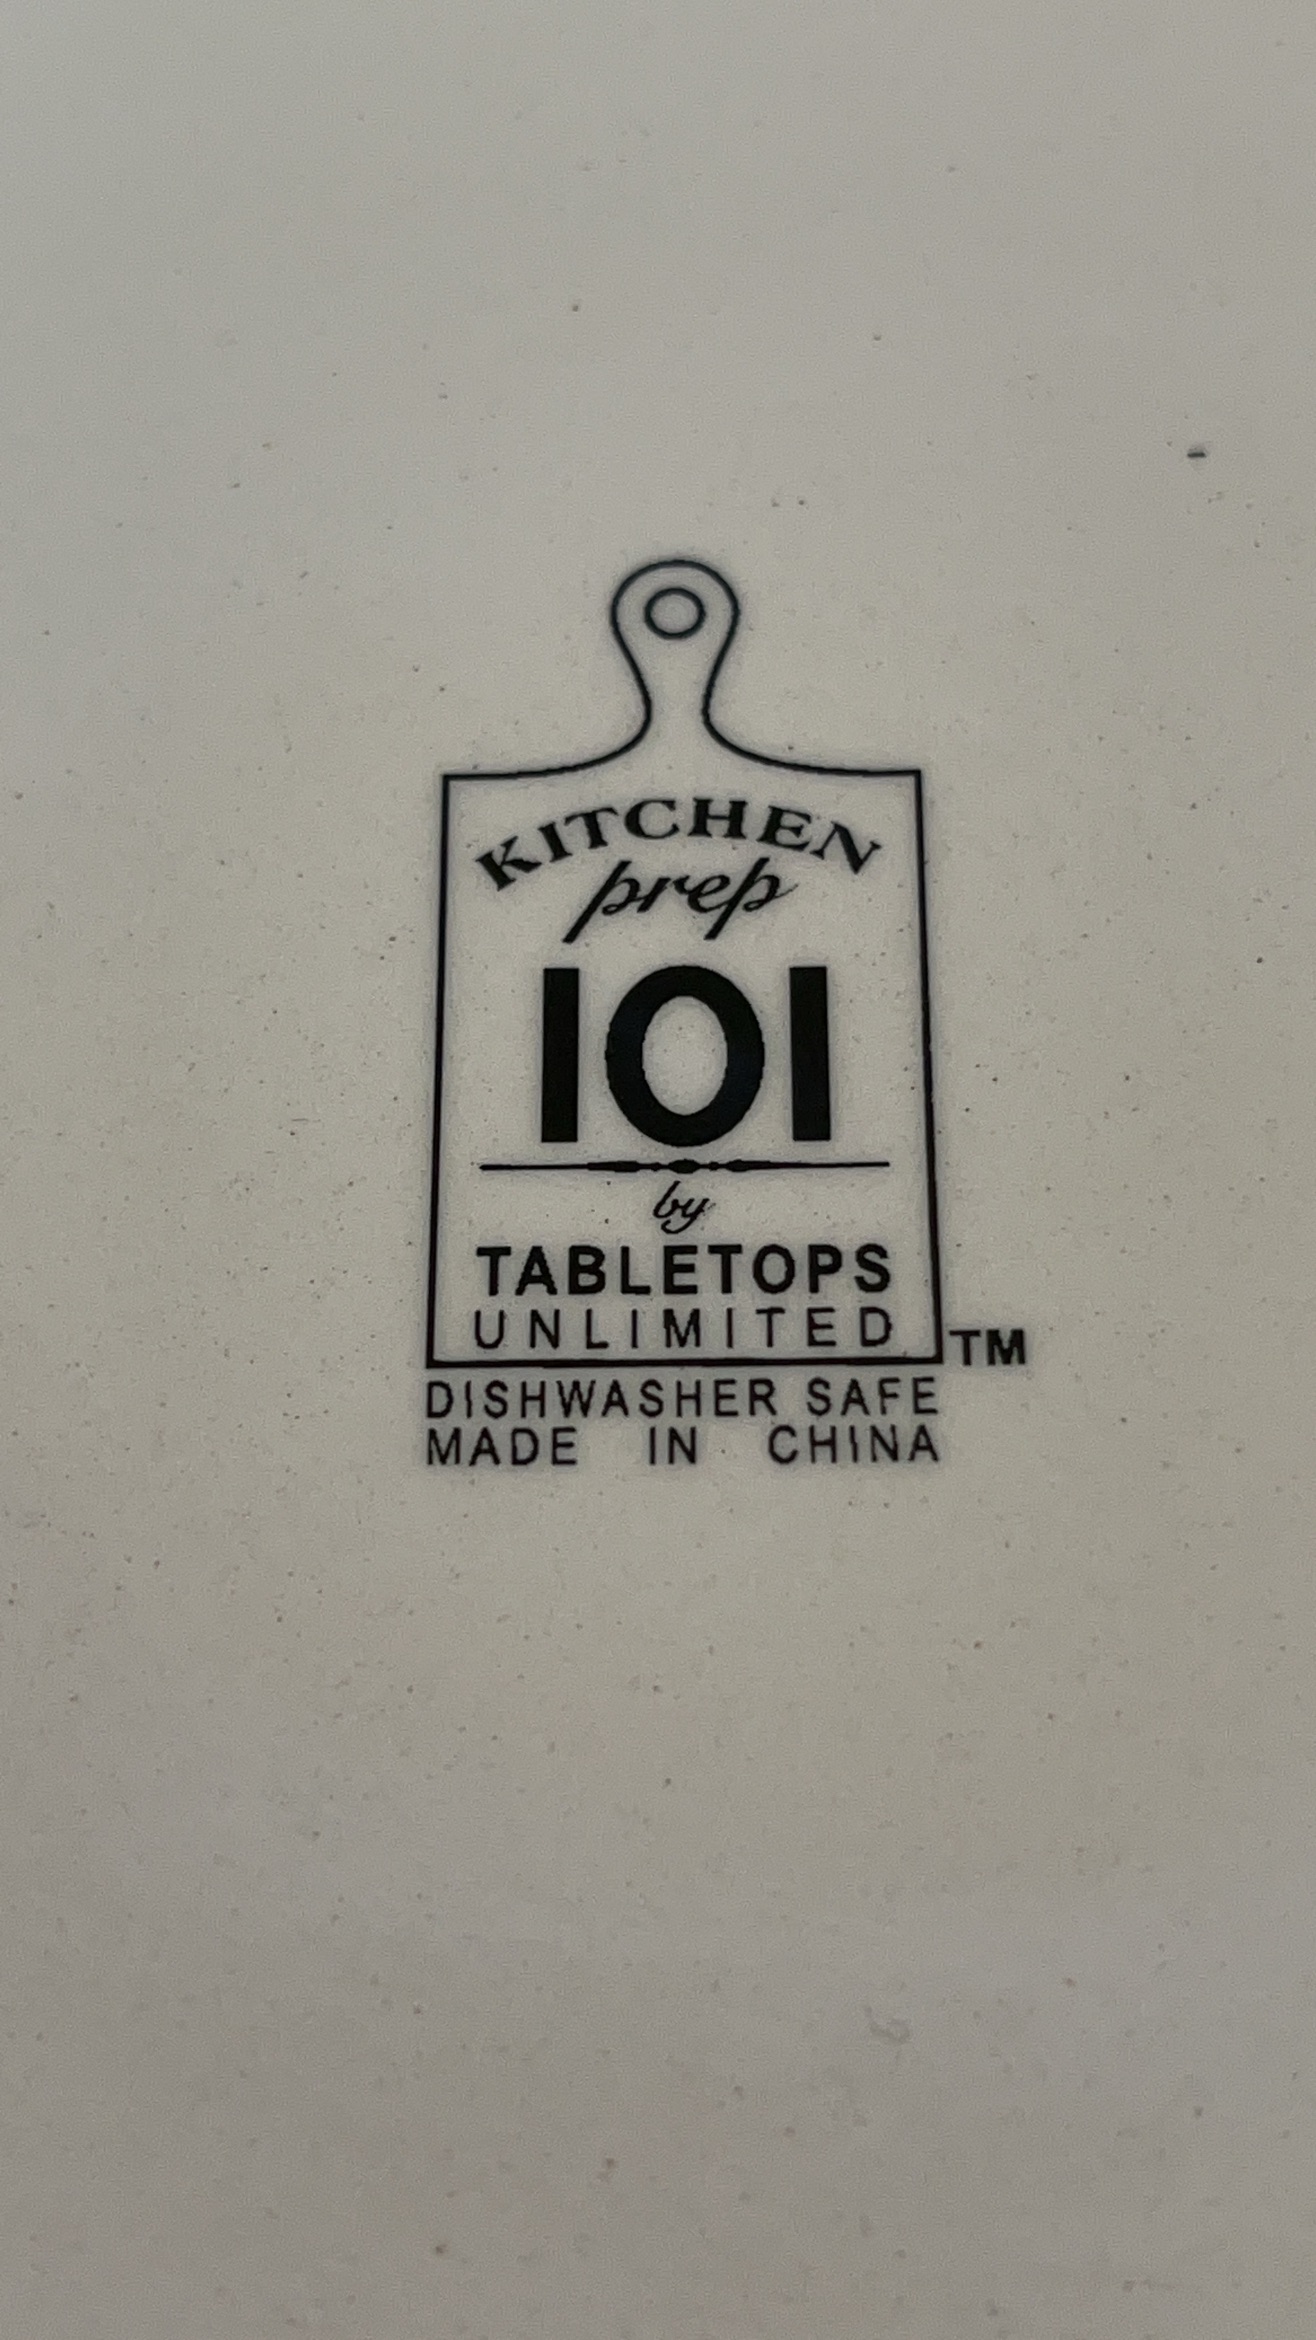 KITCHEN
prep
101
by
TABLETOPS
UNLIMITED
TM
DISHWASHER SAFE
MADE IN CHINA